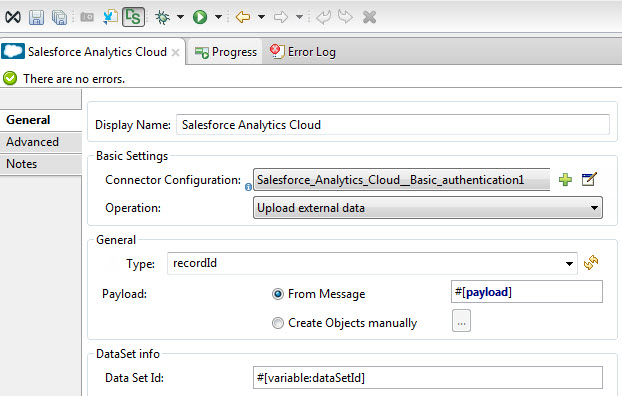 Salesforce Analytics Cloud Progress Error Log
There are no errors.
General
Advanced
Notes
Display Name: Salesforce Analytics Cloud
Basic Settings
Connector Configuration: Salesforce_Analytics_Cloud__Basic_authentication1
Operation: Upload external data
General
Type: recordId
Payload: From Message #[payload]
Create Objects manually ...
DataSet info
Data Set Id: #[variable:dataSetId]